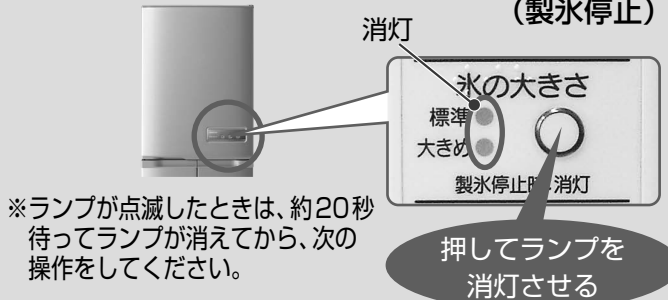 (製氷停止)
消灯
氷の大きさ
標準
大きめ
製氷停止時 消灯
※ランプが点滅したときは、約20秒
待ってランプが消えてから、次の
操作をしてください。
押してランプを
消灯させる